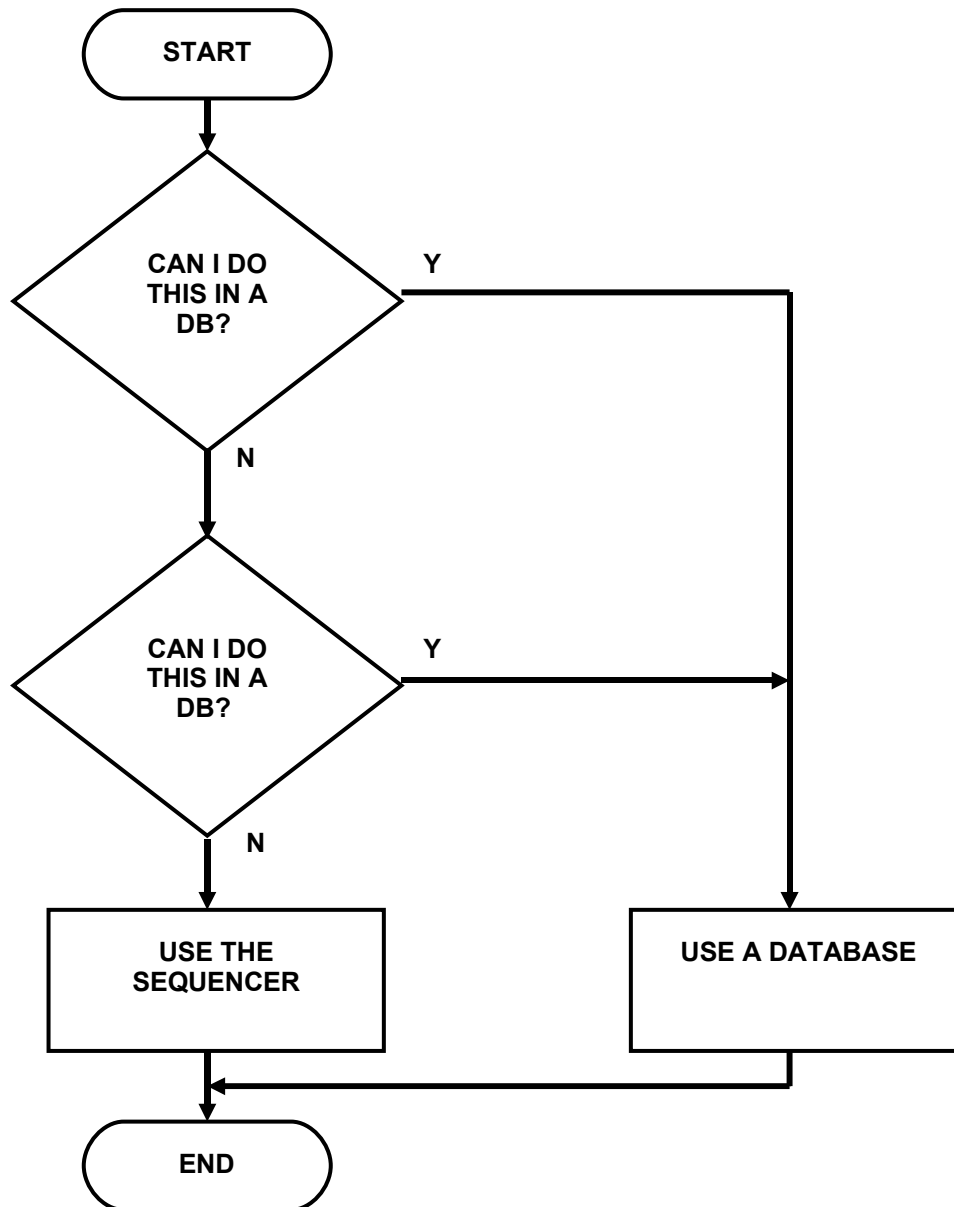 START
CAN I DO
THIS IN A
DB?
Y
N
CAN I DO
THIS IN A
DB?
Y
N
USE THE
SEQUENCER
USE A DATABASE
END